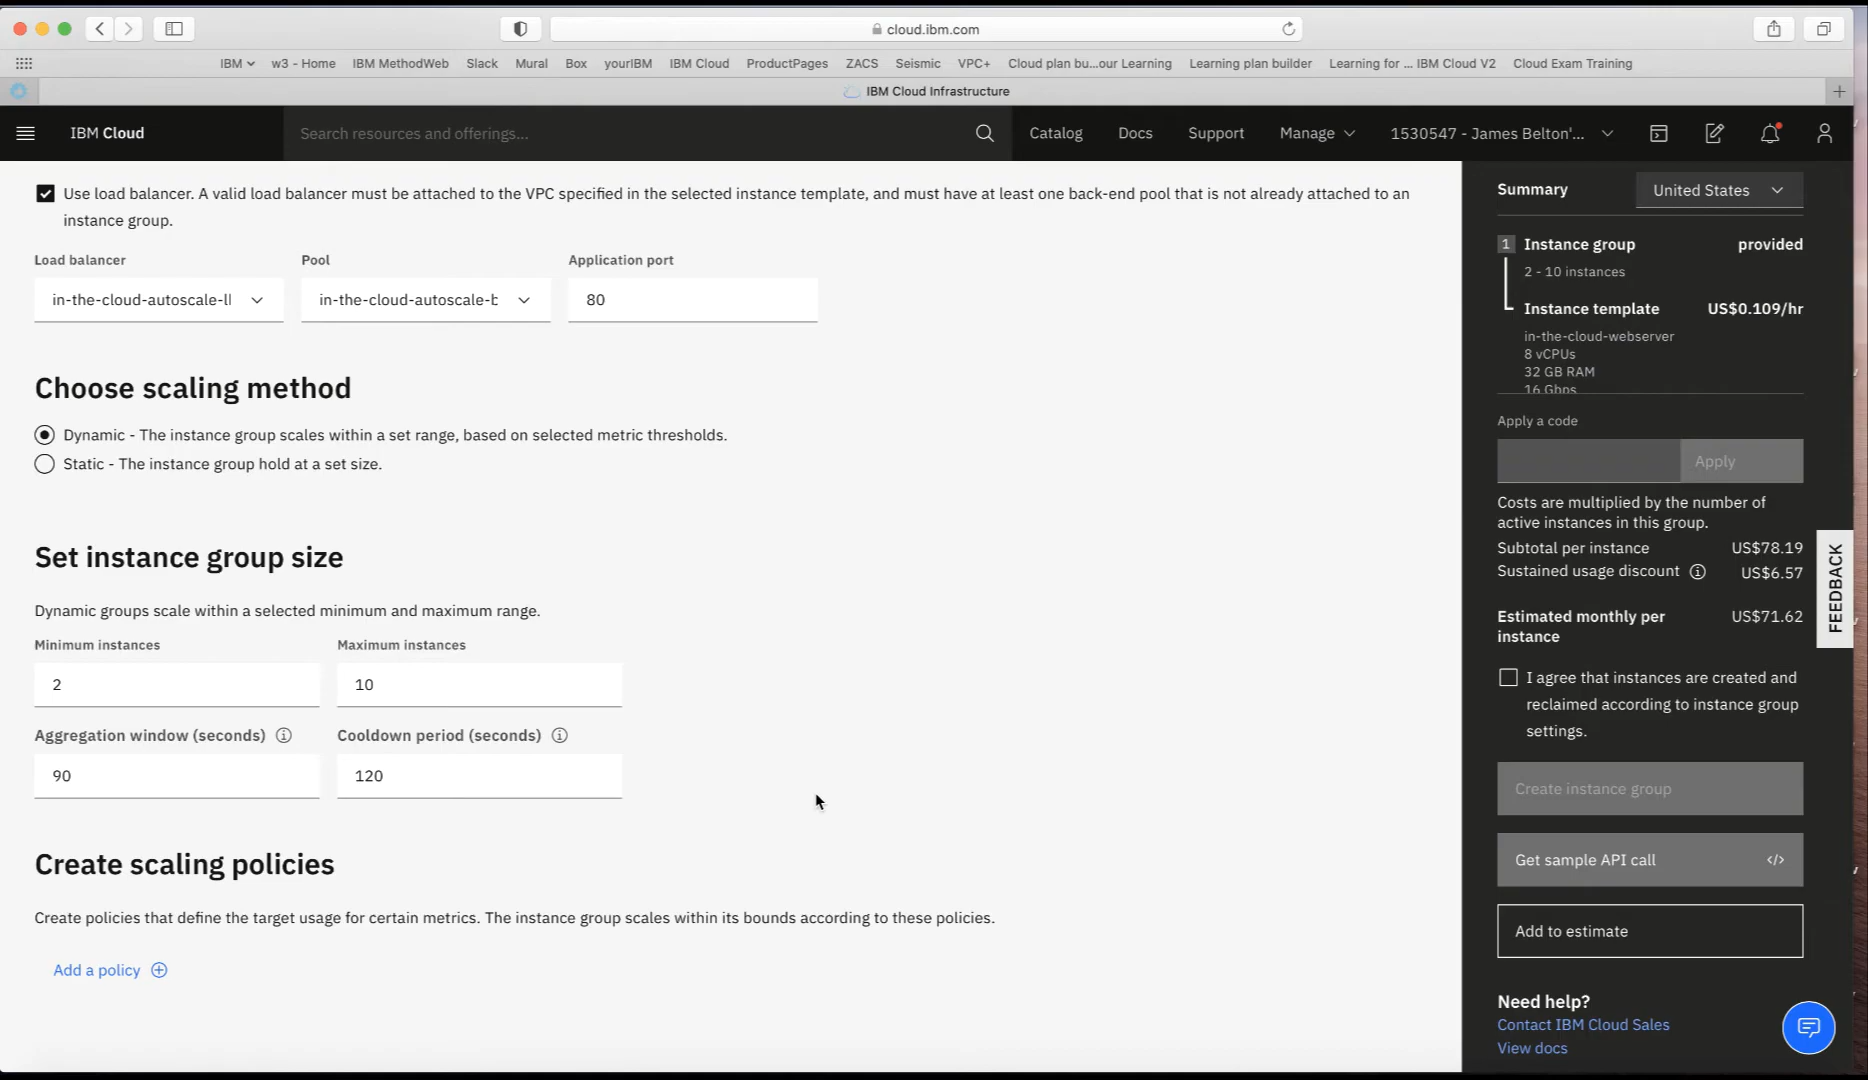 cloud.ibm.com
IBM
w3 - Home
IBM MethodWeb
Slack
Mural
Box
yourIBM
IBM Cloud
ProductPages
ZACS
Seismic
VPC+
Cloud plan bu...our Learning
Learning plan builder
Learning for ... IBM Cloud V2
Cloud Exam Training
IBM Cloud Infrastructure
IBM Cloud
Search resources and offerings...
Catalog
Docs
Support
Manage
1530547 - James Belton'...
Use load balancer. A valid load balancer must be attached to the VPC specified in the selected instance template, and must have at least one back-end pool that is not already attached to an
instance group.
Load balancer
Pool
Application port
in-the-cloud-autoscale-ll
in-the-cloud-autoscale-b
80
Choose scaling method
Dynamic - The instance group scales within a set range, based on selected metric thresholds.
Static - The instance group hold at a set size.
Set instance group size
Dynamic groups scale within a selected minimum and maximum range.
Minimum instances
Maximum instances
2
10
Aggregation window (seconds)
Cooldown period (seconds)
90
120
Create scaling policies
Create policies that define the target usage for certain metrics. The instance group scales within its bounds according to these policies.
Add a policy
Summary
United States
1 Instance group provided
2 - 10 instances
Instance template US$0.109/hr
in-the-cloud-webserver
8 vCPUs
32 GB RAM
16 Gbps
Apply a code
Apply
Costs are multiplied by the number of
active instances in this group.
Subtotal per instance US$78.19
Sustained usage discount US$6.57
Estimated monthly per US$71.62
instance
I agree that instances are created and
reclaimed according to instance group
settings.
Create instance group
Get sample API call </>
Add to estimate
Need help?
Contact IBM Cloud Sales
View docs
FEEDBACK